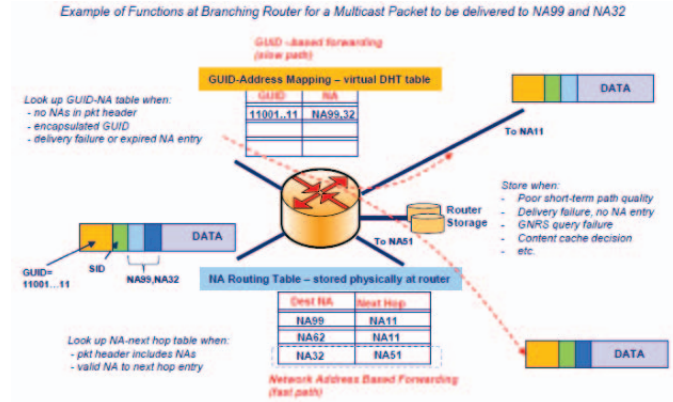 Example of Functions at Branching Router for a Multicast Packet to be delivered to NA99 and NA32
GUID –based forwarding
(slow path)
GUID-Address Mapping – virtual DHT table
GUID NA
11001..11 NA99,32
Look up GUID-NA table when:
- no NAs in pkt header
- encapsulated GUID
- delivery failure or expired NA entry
DATA
To NA11
Router
Storage
Store when:
- Poor short-term path quality
- Delivery failure, no NA entry
- GNRS query failure
- Content cache decision
- etc.
DATA
GUID=
11001...11
SID
NA99,NA32
To NA51
NA Routing Table – stored physically at router
Dest NA Next Hop
NA99 NA11
NA62 NA11
NA32 NA51
Look up NA-next hop table when:
- pkt header includes NAs
- valid NA to next hop entry
DATA
Network Address Based Forwarding
(fast path)